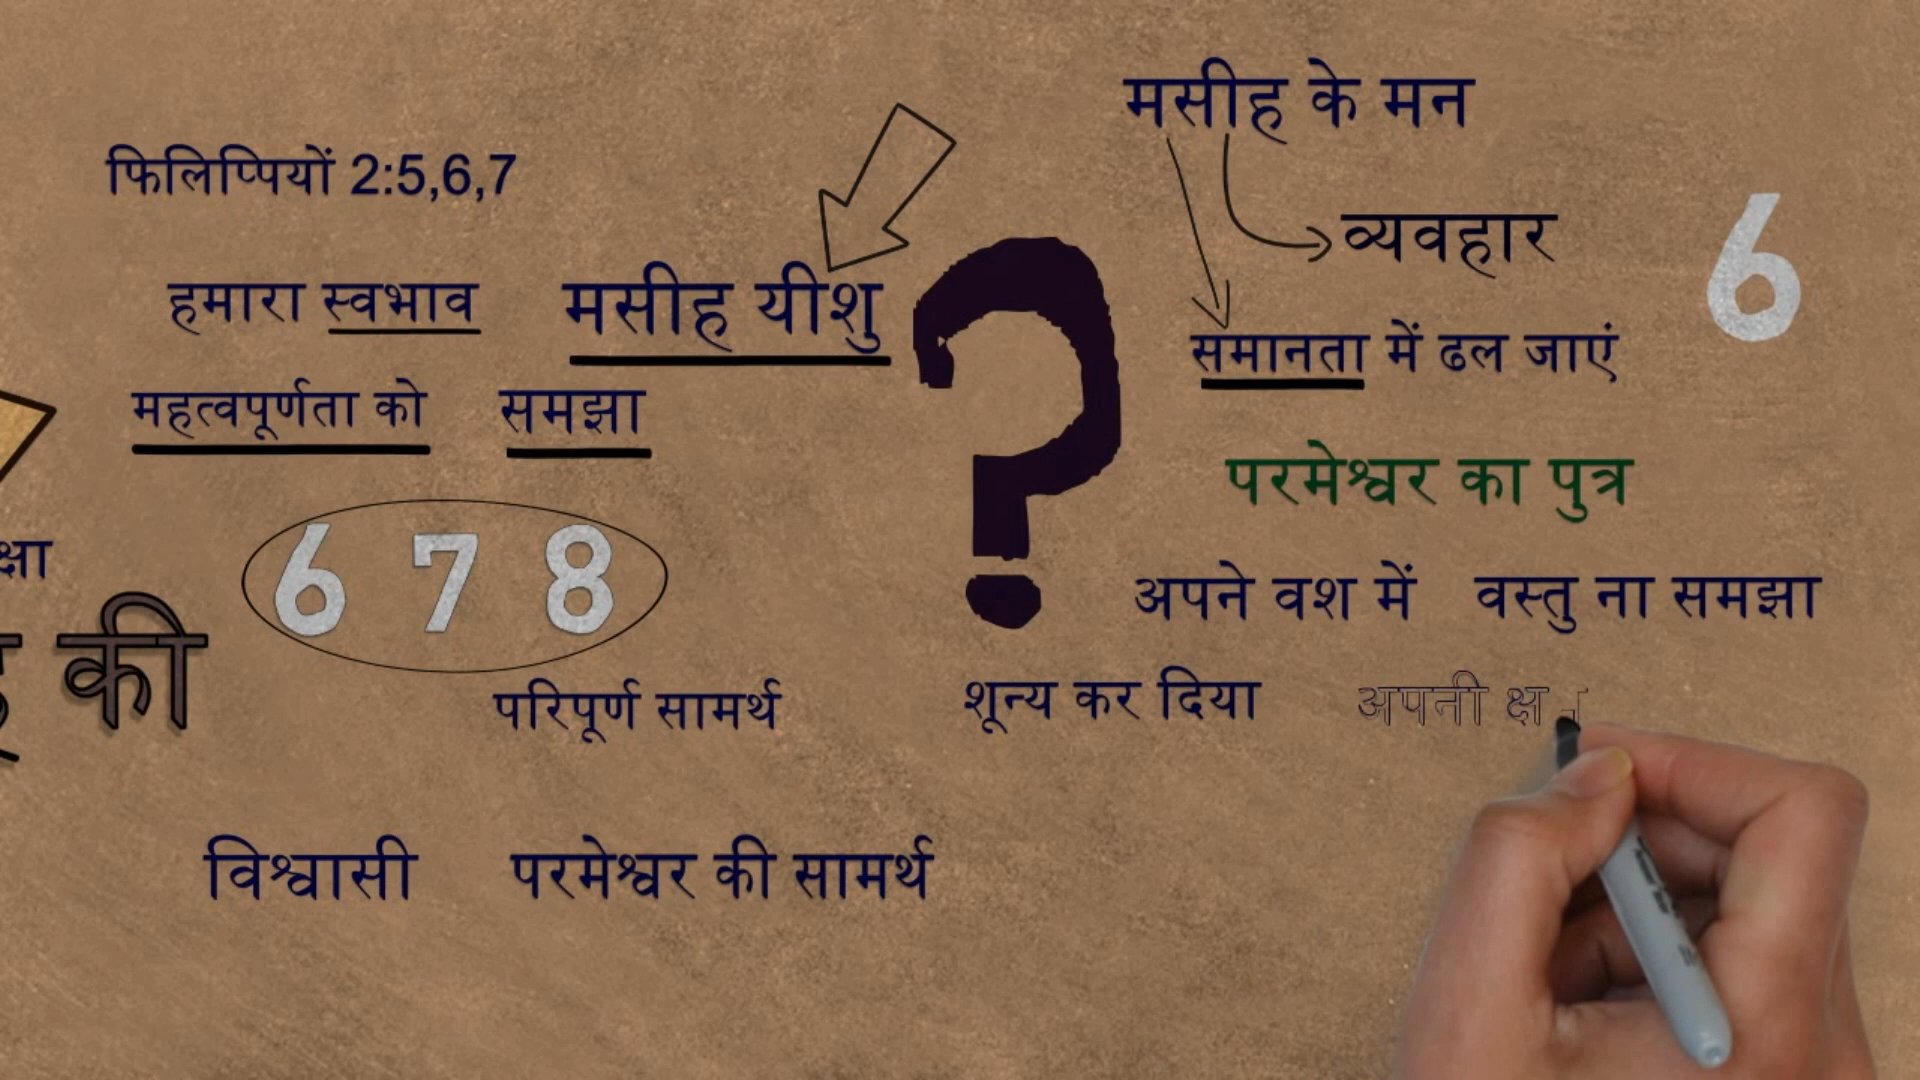 फिलिप्पियों 2:5,6,7
हमारा स्वभाव मसीह यीशु
महत्वपूर्णता को समझा
6 7 8
क्षा
की
परिपूर्ण सामर्थ
विश्वासी परमेश्वर की सामर्थ
?
मसीह के मन
व्यवहार
6
समानता में ढल जाएं
परमेश्वर का पुत्र
अपने वश में वस्तु ना समझा
शून्य कर दिया अपनी